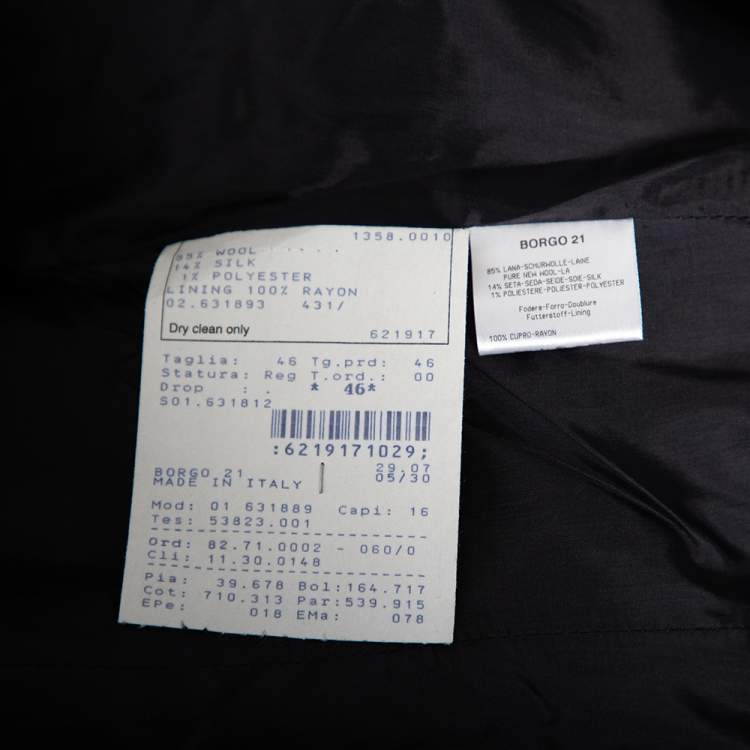 1358.0010
85% WOOL
14% SILK
1% POLYESTER
LINING 100% RAYON
02.631893 431/
Dry clean only 621917
Taglia: 46 Tg.prd: 46
Statura: Reg T.ord.: 00
Drop : . * 46*
S01.631812
:6219171029;
BORGO 21 29.07
MADE IN ITALY 05/30
Mod: 01 631889 Capi: 16
Tes: 53823.001
Ord: 82.71.0002 - 060/0
Cli: 11.30.0148
Pia: 39.678 Bol:164.717
Cot: 710.313 Par:539.915
EPe: 018 EMa: 078
BORGO 21
85% LANA-SCHURWOLLE-LAINE
PURE NEW WOOL-LA
14% SETA-SEDA-SEIDE-SOIE-SILK
1% POLIESTERE-POLIESTER-POLYESTER
Fodere-Forro-Doublure
Futterstoff-Lining
100% CUPRO-RAYON